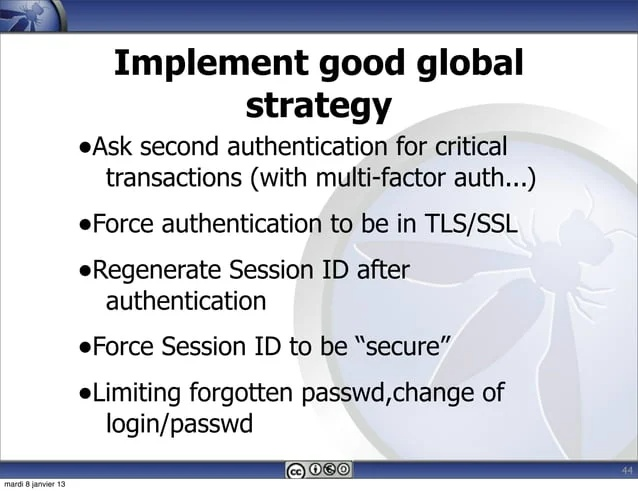 Implement good global
strategy
●Ask second authentication for critical
transactions (with multi-factor auth...)
●Force authentication to be in TLS/SSL
●Regenerate Session ID after
authentication
●Force Session ID to be “secure”
●Limiting forgotten passwd,change of
login/passwd
cc
44
mardi 8 janvier 13